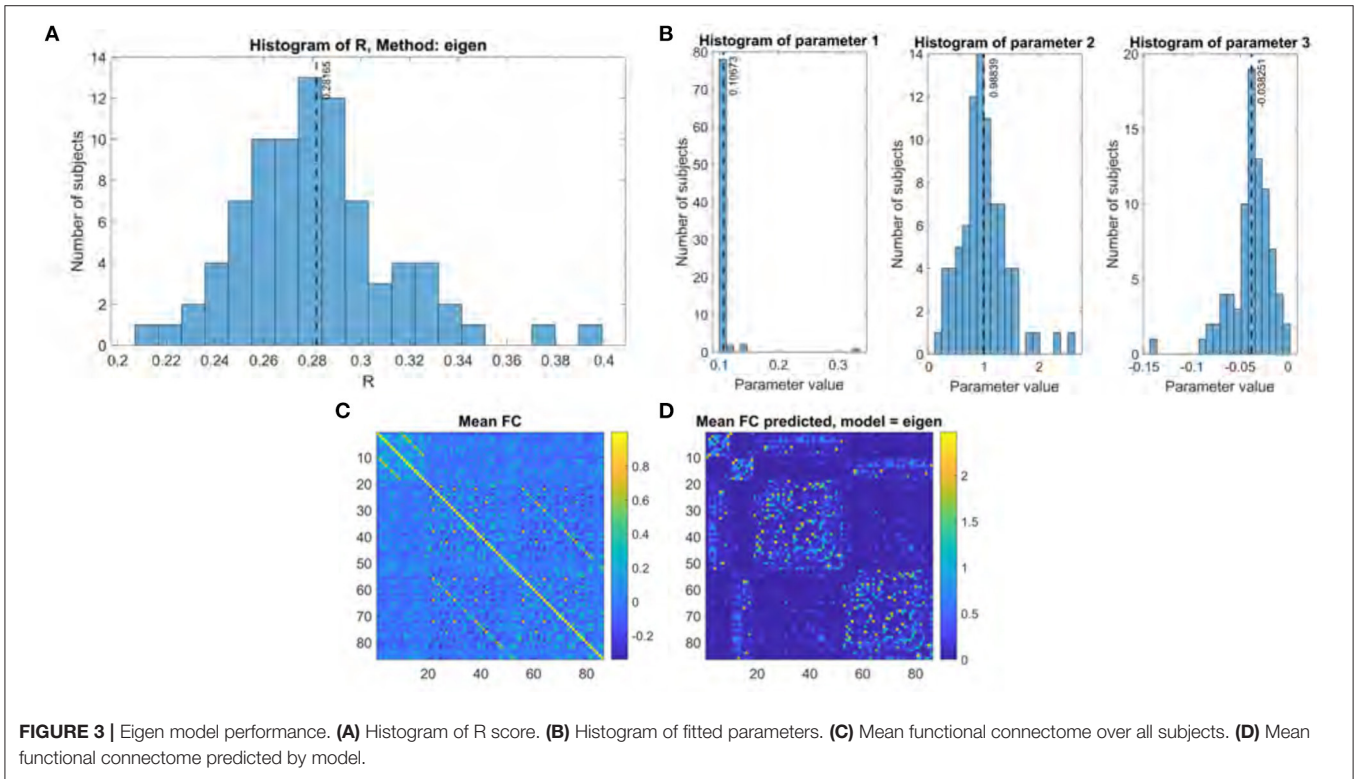 A
Histogram of R, Method: eigen
14
12
10
8
6
4
2
0
Number of subjects
0.28165
0.2 0.22 0.24 0.26 0.28 0.3 0.32 0.34 0.36 0.38 0.4
R
B
Histogram of parameter 1
80
70
60
50
40
30
20
10
0
Number of subjects
0.10673
0.1 0.2 0.3
Parameter value
Histogram of parameter 2
14
12
10
8
6
4
2
0
Number of subjects
0.98839
0 1 2
Parameter value
Histogram of parameter 3
20
15
10
5
0
Number of subjects
-0.038251
-0.15 -0.1 -0.05 0
Parameter value
C
Mean FC
10
20
30
40
50
60
70
80
20 40 60 80
0.8
0.6
0.4
0.2
0
-0.2
D
Mean FC predicted, model = eigen
10
20
30
40
50
60
70
80
20 40 60 80
2
1.5
1
0.5
0
FIGURE 3 | Eigen model performance. (A) Histogram of R score. (B) Histogram of fitted parameters. (C) Mean functional connectome over all subjects. (D) Mean
functional connectome predicted by model.